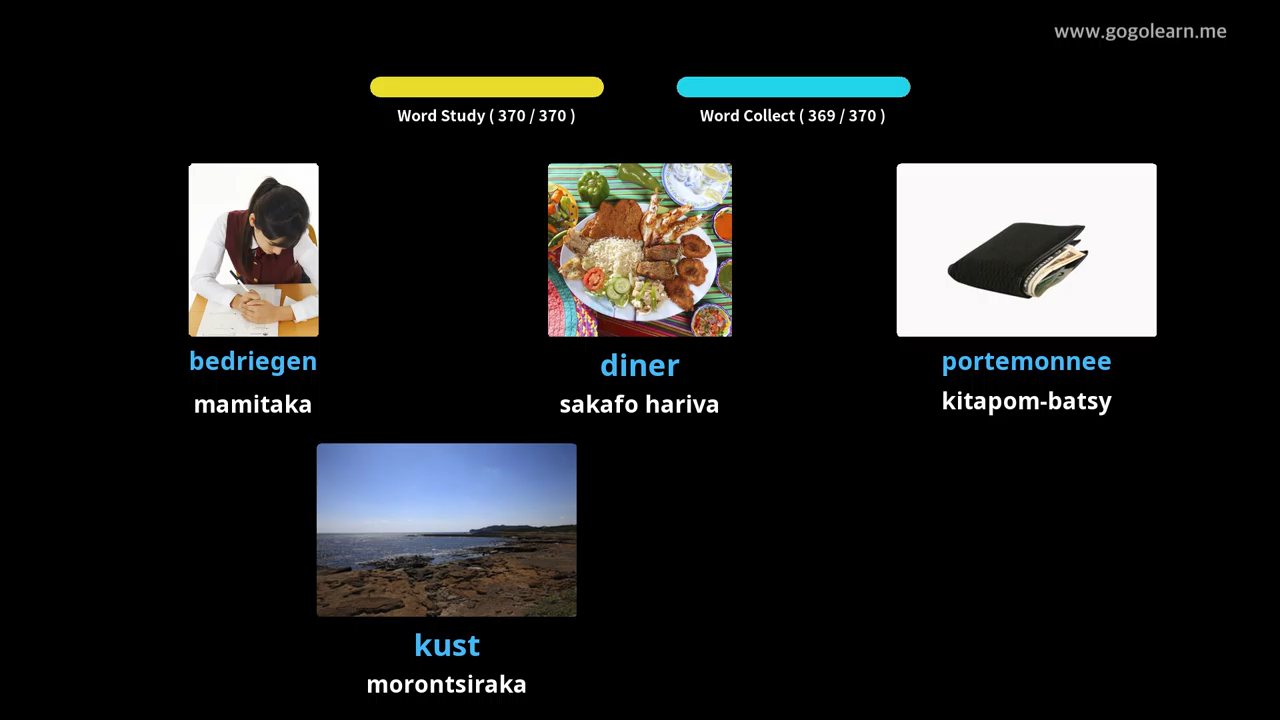 www.gogolearn.me
Word Study ( 370 / 370 )
Word Collect ( 369 / 370 )
bedriegen
mamitaka
diner
sakafo hariva
portemonnee
kitapom-batsy
kust
morontsiraka